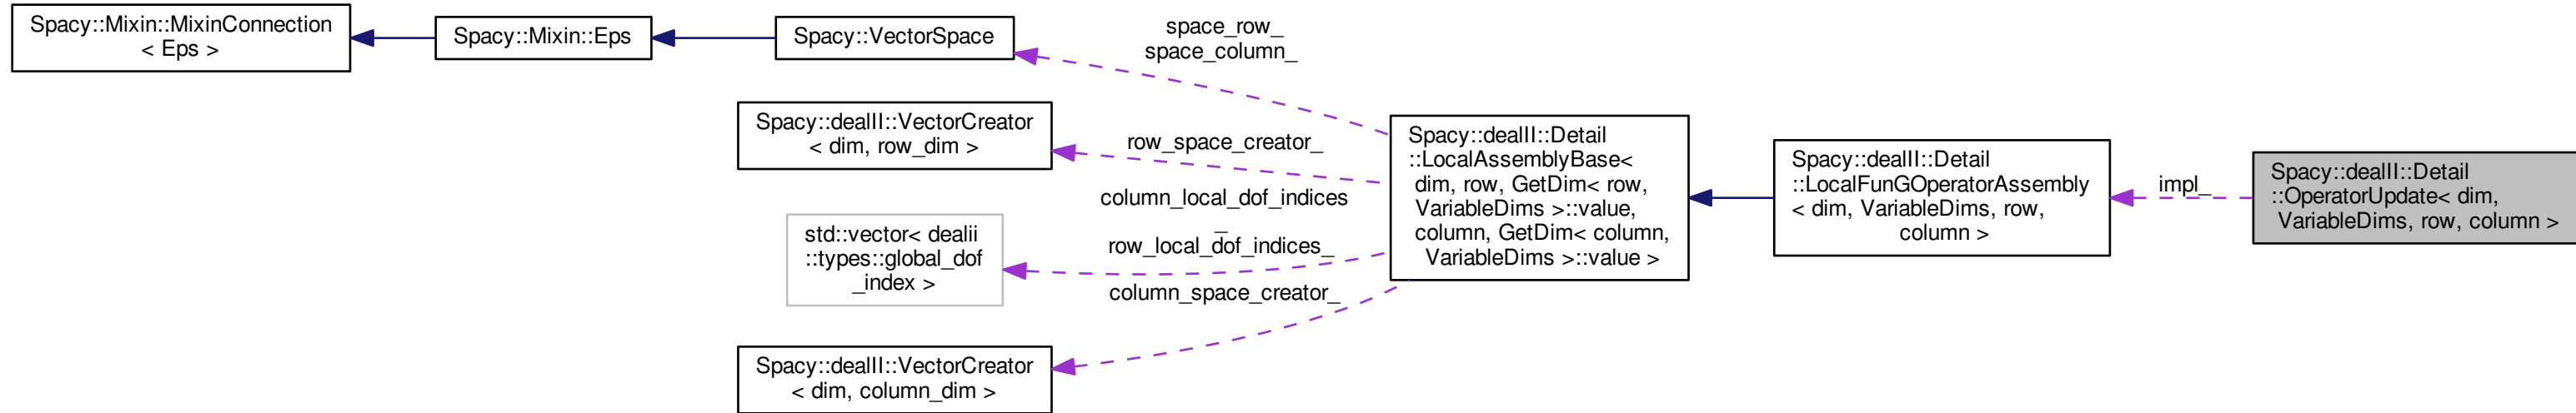 Spacy::Mixin::MixinConnection
< Eps >
Spacy::Mixin::Eps
Spacy::VectorSpace
space_row_
space_column_
Spacy::dealII::VectorCreator
< dim, row_dim >
row_space_creator_
column_local_dof_indices
_
row_local_dof_indices_
std::vector< dealii
::types::global_dof
_index >
column_space_creator_
Spacy::dealII::VectorCreator
< dim, column_dim >
Spacy::dealII::Detail
::LocalAssemblyBase<
dim, row, GetDim< row,
VariableDims >::value,
column, GetDim< column,
VariableDims >::value >
Spacy::dealII::Detail
::LocalFunGOperatorAssembly
< dim, VariableDims, row,
column >
impl_
Spacy::dealII::Detail
::OperatorUpdate< dim,
VariableDims, row, column >